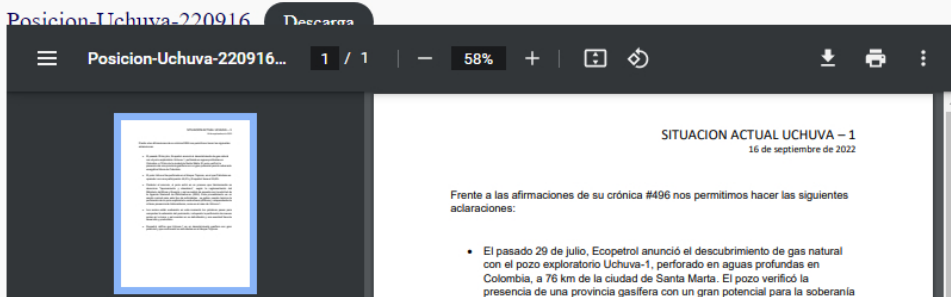 Posicion-Uchuva-220916 Descarga
Posicion-Uchuva-220916... 1 / 1 58%
SITUACION ACTUAL UCHUVA – 1
16 de septiembre de 2022
Frente a las afirmaciones de su crónica #496 nos permitimos hacer las siguientes
aclaraciones:
• El pasado 29 de julio, Ecopetrol anunció el descubrimiento de gas natural
con el pozo exploratorio Uchuva-1, perforado en aguas profundas en
Colombia, a 76 km de la ciudad de Santa Marta. El pozo verificó la
presencia de una provincia gasífera con un gran potencial para la soberanía